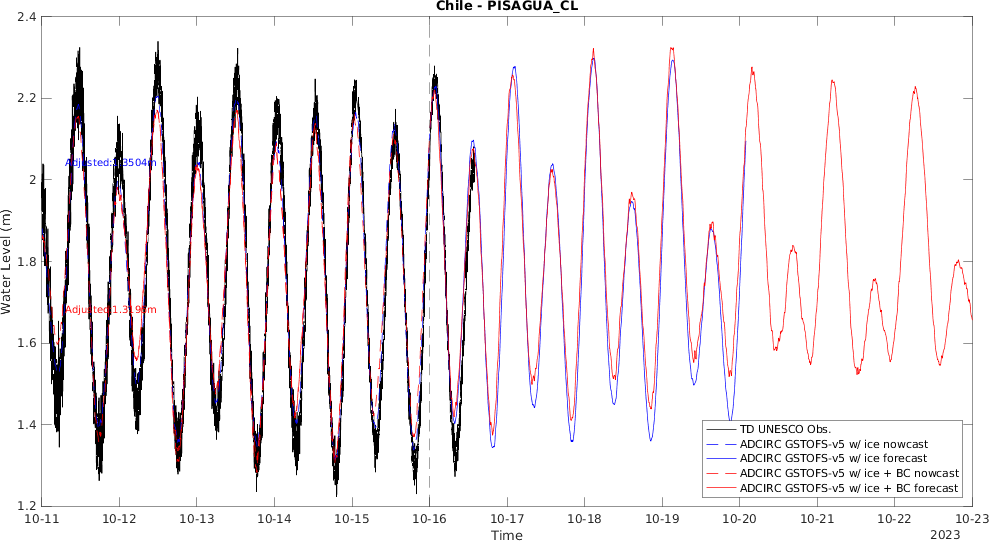 Chile - PISAGUA_CL
2.4
2.2
2
1.8
1.6
1.4
1.2
Water Level (m)
10-11
10-12
10-13
10-14
10-15
10-16
10-17
10-18
10-19
10-20
10-21
10-22
10-23
Time
2023
TD UNESCO Obs.
ADCIRC GSTOFS-v5 w/ ice nowcast
ADCIRC GSTOFS-v5 w/ ice forecast
ADCIRC GSTOFS-v5 w/ ice + BC nowcast
ADCIRC GSTOFS-v5 w/ ice + BC forecast